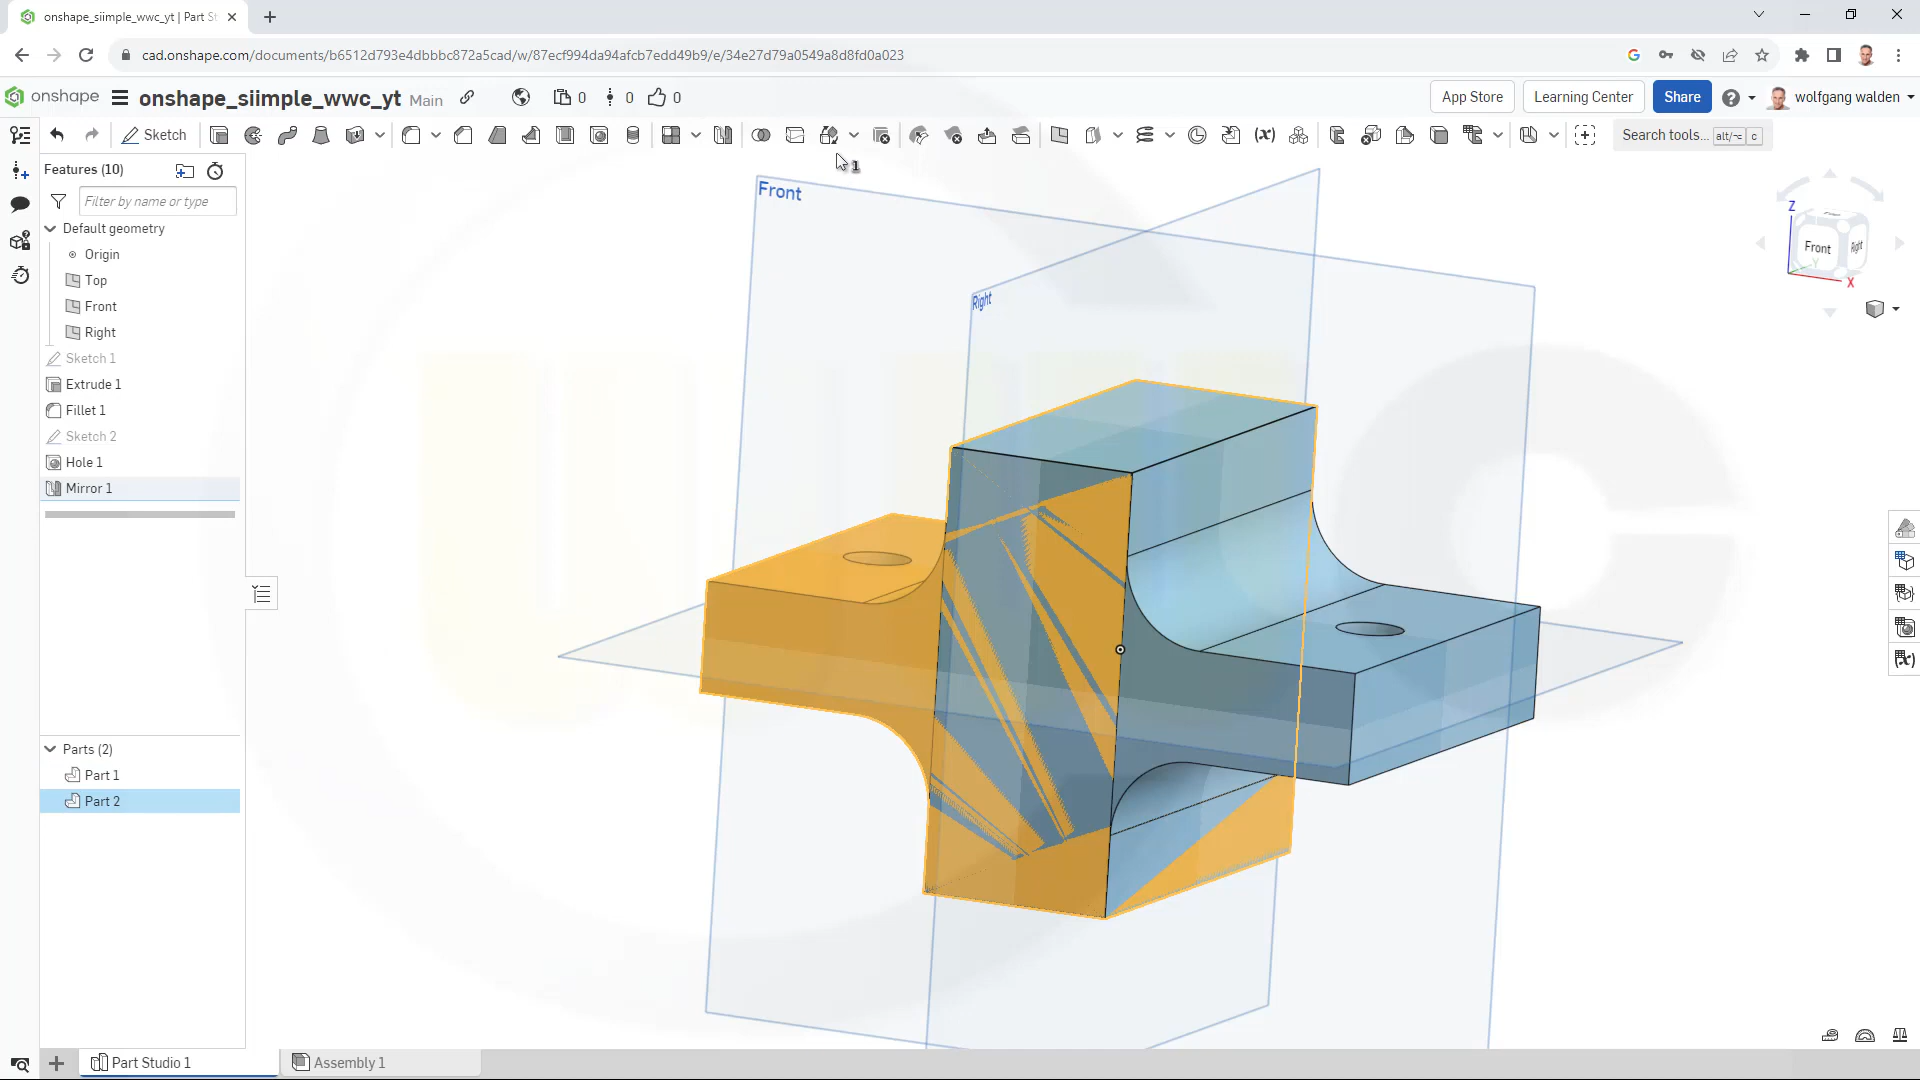 onshape_siimple_wwc_yt | Part St
cad.onshape.com/documents/b6512d793e4dbbbc872a5cad/w/87ecf994da94afcb7edd49b9/e/34e27d79a0549a8d8fd0a023
onshape
onshape_siimple_wwc_yt Main
0
0
0
App Store
Learning Center
Share
wolfgang walden
Sketch
(x)
Search tools... alt/⌥ c
Features (10)
Filter by name or type
Default geometry
Origin
Top
Front
Right
Sketch 1
Extrude 1
Fillet 1
Sketch 2
Hole 1
Mirror 1
Parts (2)
Part 1
Part 2
Front
Right
1
Z
Front
Right
Y
X
(x)
Part Studio 1
Assembly 1